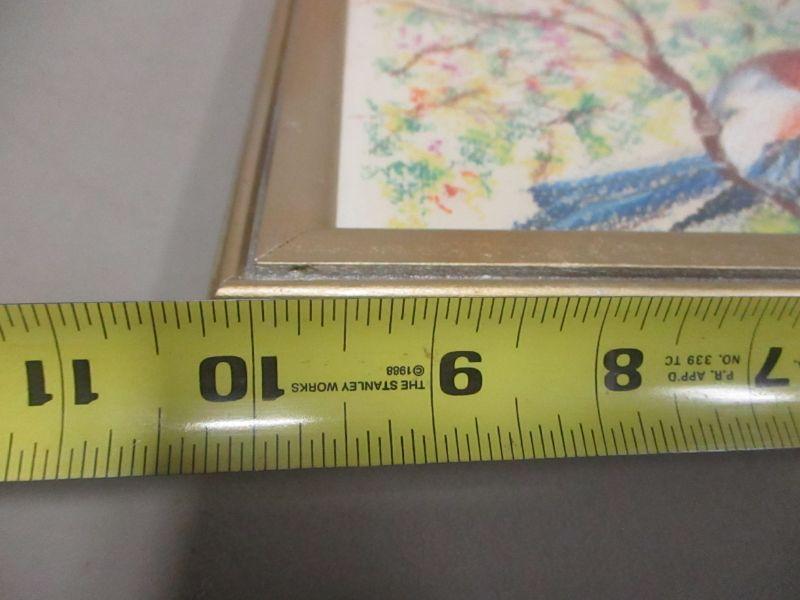 7
P.R. APP'D
NO. 339 TC
8
9
THE STANLEY WORKS
©1988
10
11